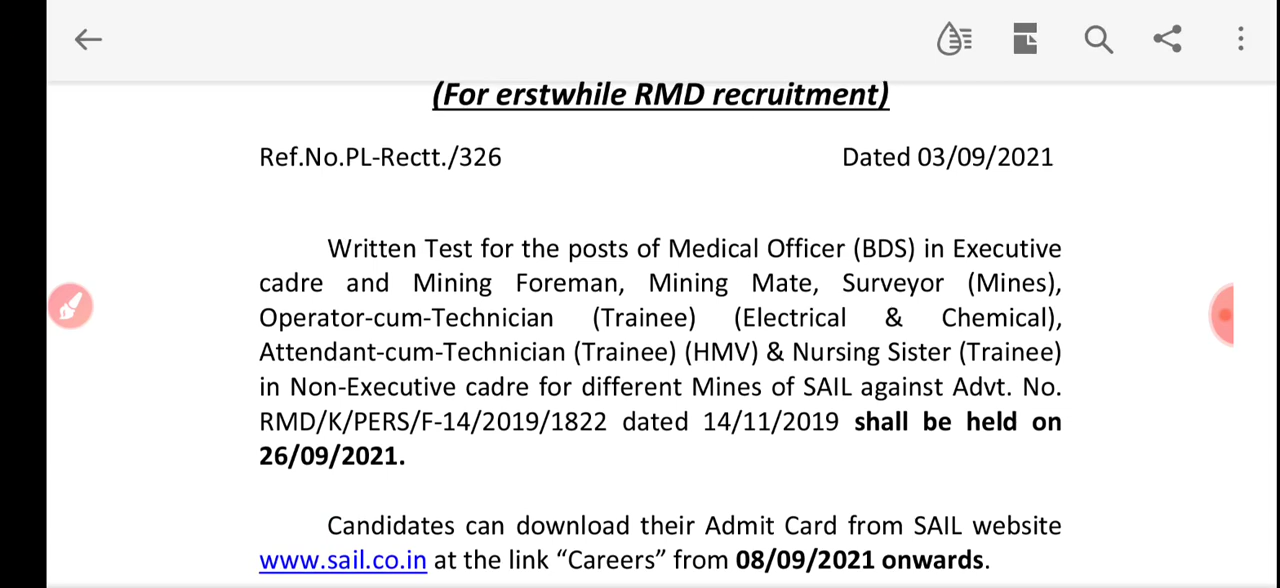 (For erstwhile RMD recruitment)
Ref.No.PL-Rectt./326 Dated 03/09/2021
Written Test for the posts of Medical Officer (BDS) in Executive
cadre and Mining Foreman, Mining Mate, Surveyor (Mines),
Operator-cum-Technician (Trainee) (Electrical & Chemical),
Attendant-cum-Technician (Trainee) (HMV) & Nursing Sister (Trainee)
in Non-Executive cadre for different Mines of SAIL against Advt. No.
RMD/K/PERS/F-14/2019/1822 dated 14/11/2019 shall be held on
26/09/2021.
Candidates can download their Admit Card from SAIL website
www.sail.co.in at the link “Careers” from 08/09/2021 onwards.